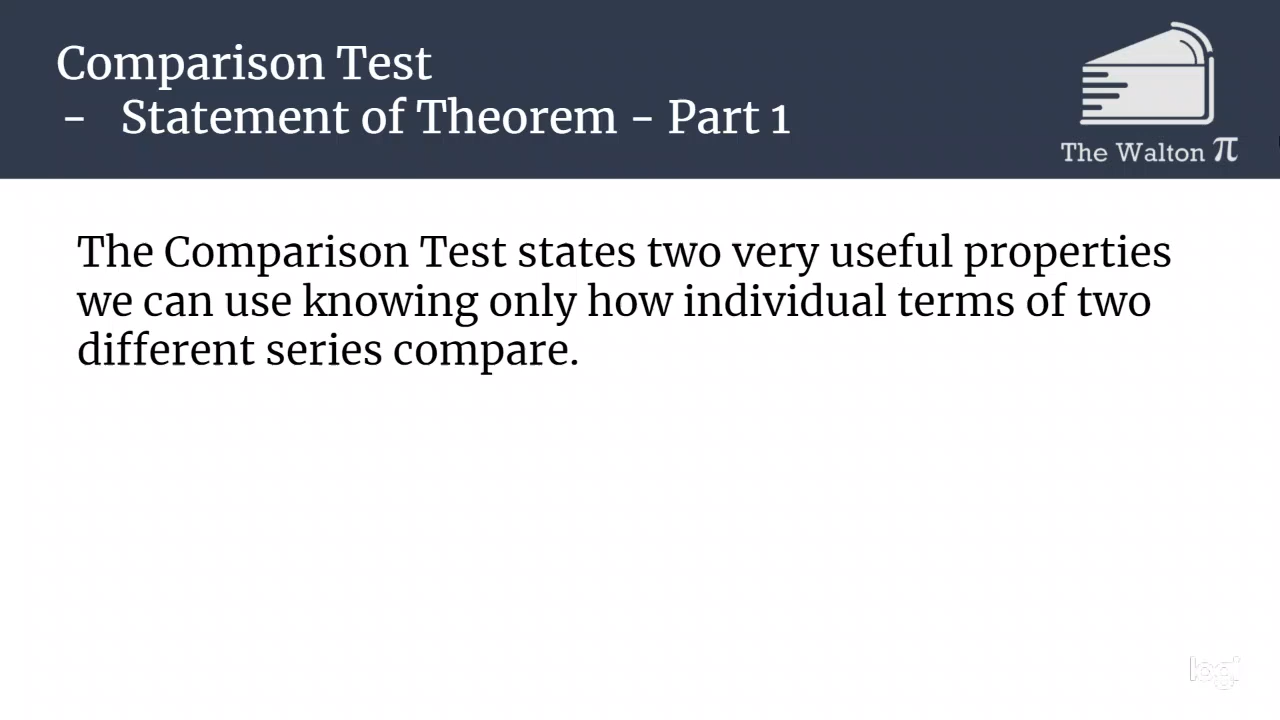 Comparison Test
- Statement of Theorem - Part 1
The Walton π
The Comparison Test states two very useful properties
we can use knowing only how individual terms of two
different series compare.